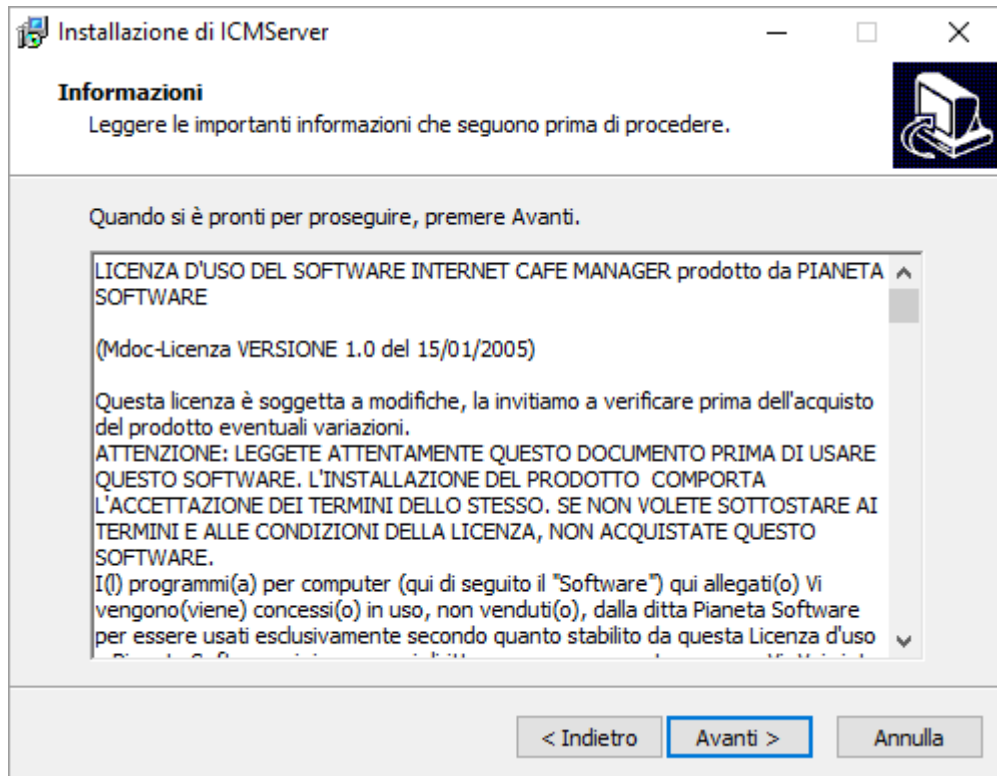 Installazione di ICMServer
Informazioni
Leggere le importanti informazioni che seguono prima di procedere.
Quando si è pronti per proseguire, premere Avanti.
LICENZA D'USO DEL SOFTWARE INTERNET CAFE MANAGER prodotto da PIANETA
SOFTWARE
(Mdoc-Licenza VERSIONE 1.0 del 15/01/2005)
Questa licenza è soggetta a modifiche, la invitiamo a verificare prima dell'acquisto
del prodotto eventuali variazioni.
ATTENZIONE: LEGGETE ATTENTAMENTE QUESTO DOCUMENTO PRIMA DI USARE
QUESTO SOFTWARE. L'INSTALLAZIONE DEL PRODOTTO  COMPORTA
L'ACCETTAZIONE DEI TERMINI DELLO STESSO. SE NON VOLETE SOTTOSTARE AI
TERMINI E ALLE CONDIZIONI DELLA LICENZA, NON ACQUISTATE QUESTO
SOFTWARE.
I(l) programmi(a) per computer (qui di seguito il "Software") qui allegati(o) Vi
vengono(viene) concessi(o) in uso, non venduti(o), dalla ditta Pianeta Software
per essere usati esclusivamente secondo quanto stabilito da questa Licenza d'uso
< Indietro
Avanti >
Annulla